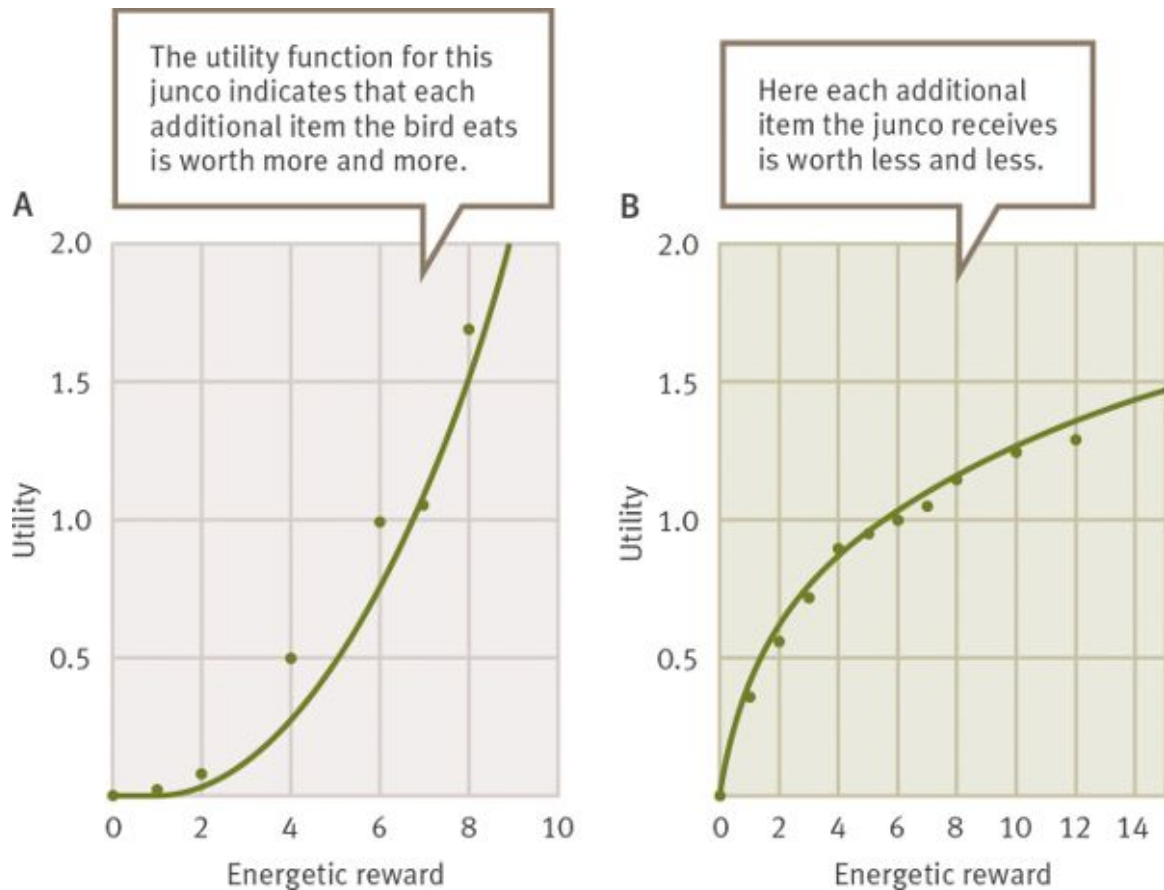 The utility function for this
junco indicates that each
additional item the bird eats
is worth more and more.
A
2.0
1.5
1.0
0.5
Utility
0 2 4 6 8 10
Energetic reward
Here each additional
item the junco receives
is worth less and less.
B
2.0
1.5
1.0
0.5
Utility
0 2 4 6 8 10 12 14
Energetic reward